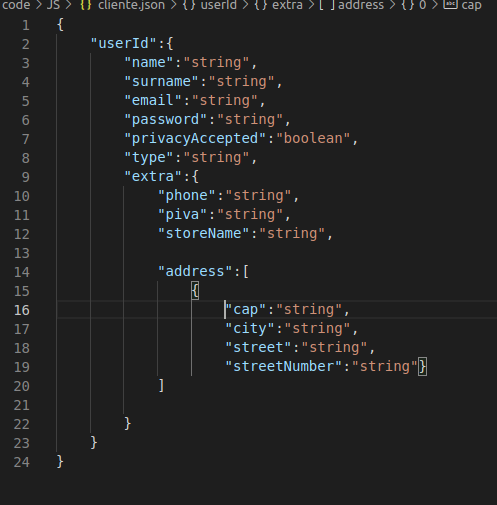 code > JS > {} cliente.json > {} userId > {} extra > [ ] address > {} 0 > abc cap
1 {
2     "userId":{
3         "name":"string",
4         "surname":"string",
5         "email":"string",
6         "password":"string",
7         "privacyAccepted":"boolean",
8         "type":"string",
9         "extra":{
10             "phone":"string",
11             "piva":"string",
12             "storeName":"string",
13
14             "address":[
15                 {
16                     "cap":"string",
17                     "city":"string",
18                     "street":"string",
19                     "streetNumber":"string"}
20             ]
21
22         }
23     }
24 }